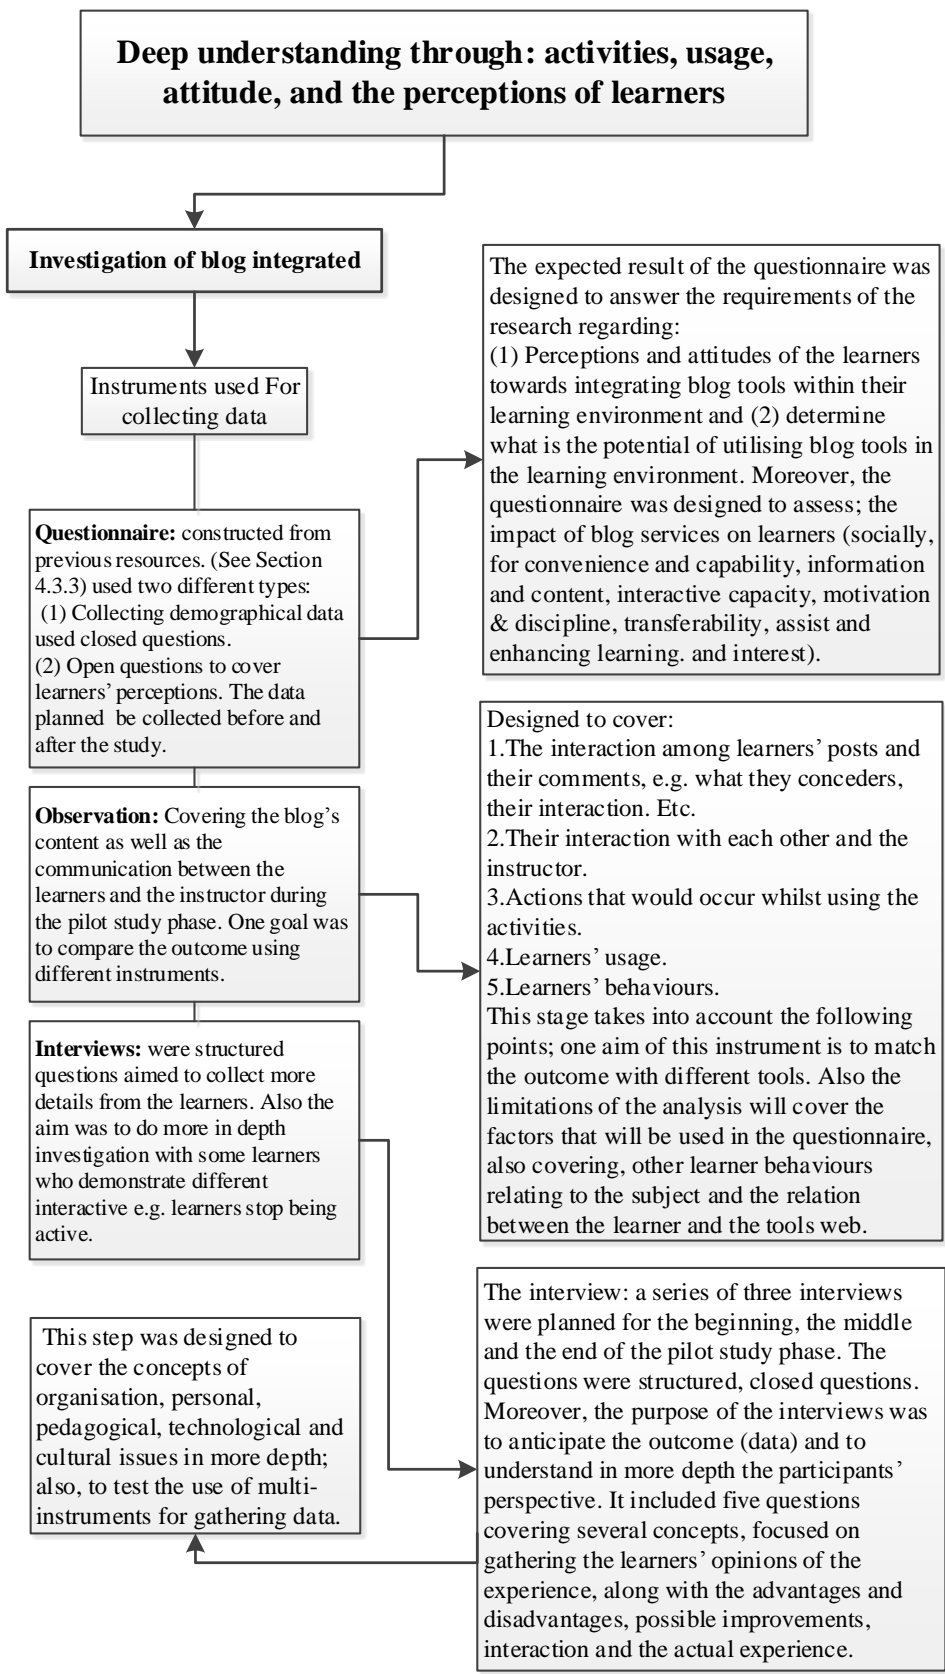 Deep understanding through: activities, usage,
attitude, and the perceptions of learners
Investigation of blog integrated
Instruments used For
collecting data
Questionnaire: constructed from
previous resources. (See Section
4.3.3) used two different types:
(1) Collecting demographical data
used closed questions.
(2) Open questions to cover
learners' perceptions. The data
planned be collected before and
after the study.
The expected result of the questionnaire was
designed to answer the requirements of the
research regarding:
(1) Perceptions and attitudes of the learners
towards integrating blog tools within their
learning environment and (2) determine
what is the potential of utilising blog tools in
the learning environment. Moreover, the
questionnaire was designed to assess; the
impact of blog services on learners (socially,
for convenience and capability, information
and content, interactive capacity, motivation
& discipline, transferability, assist and
enhancing learning. and interest).
Observation: Covering the blog's
content as well as the
communication between the
learners and the instructor during
the pilot study phase. One goal was
to compare the outcome using
different instruments.
Designed to cover:
1.The interaction among learners' posts and
their comments, e.g. what they conceders,
their interaction. Etc.
2.Their interaction with each other and the
instructor.
3.Actions that would occur whilst using the
activities.
4.Learners' usage.
5.Learners' behaviours.
This stage takes into account the following
points; one aim of this instrument is to match
the outcome with different tools. Also the
limitations of the analysis will cover the
factors that will be used in the questionnaire,
also covering, other learner behaviours
relating to the subject and the relation
between the learner and the tools web.
Interviews: were structured
questions aimed to collect more
details from the learners. Also the
aim was to do more in depth
investigation with some learners
who demonstrate different
interactive e.g. learners stop being
active.
The interview: a series of three interviews
were planned for the beginning, the middle
and the end of the pilot study phase. The
questions were structured, closed questions.
Moreover, the purpose of the interviews was
to anticipate the outcome (data) and to
understand in more depth the participants'
perspective. It included five questions
covering several concepts, focused on
gathering the learners' opinions of the
experience, along with the advantages and
disadvantages, possible improvements,
interaction and the actual experience.
This step was designed to
cover the concepts of
organisation, personal,
pedagogical, technological and
cultural issues in more depth;
also, to test the use of multi-
instruments for gathering data.